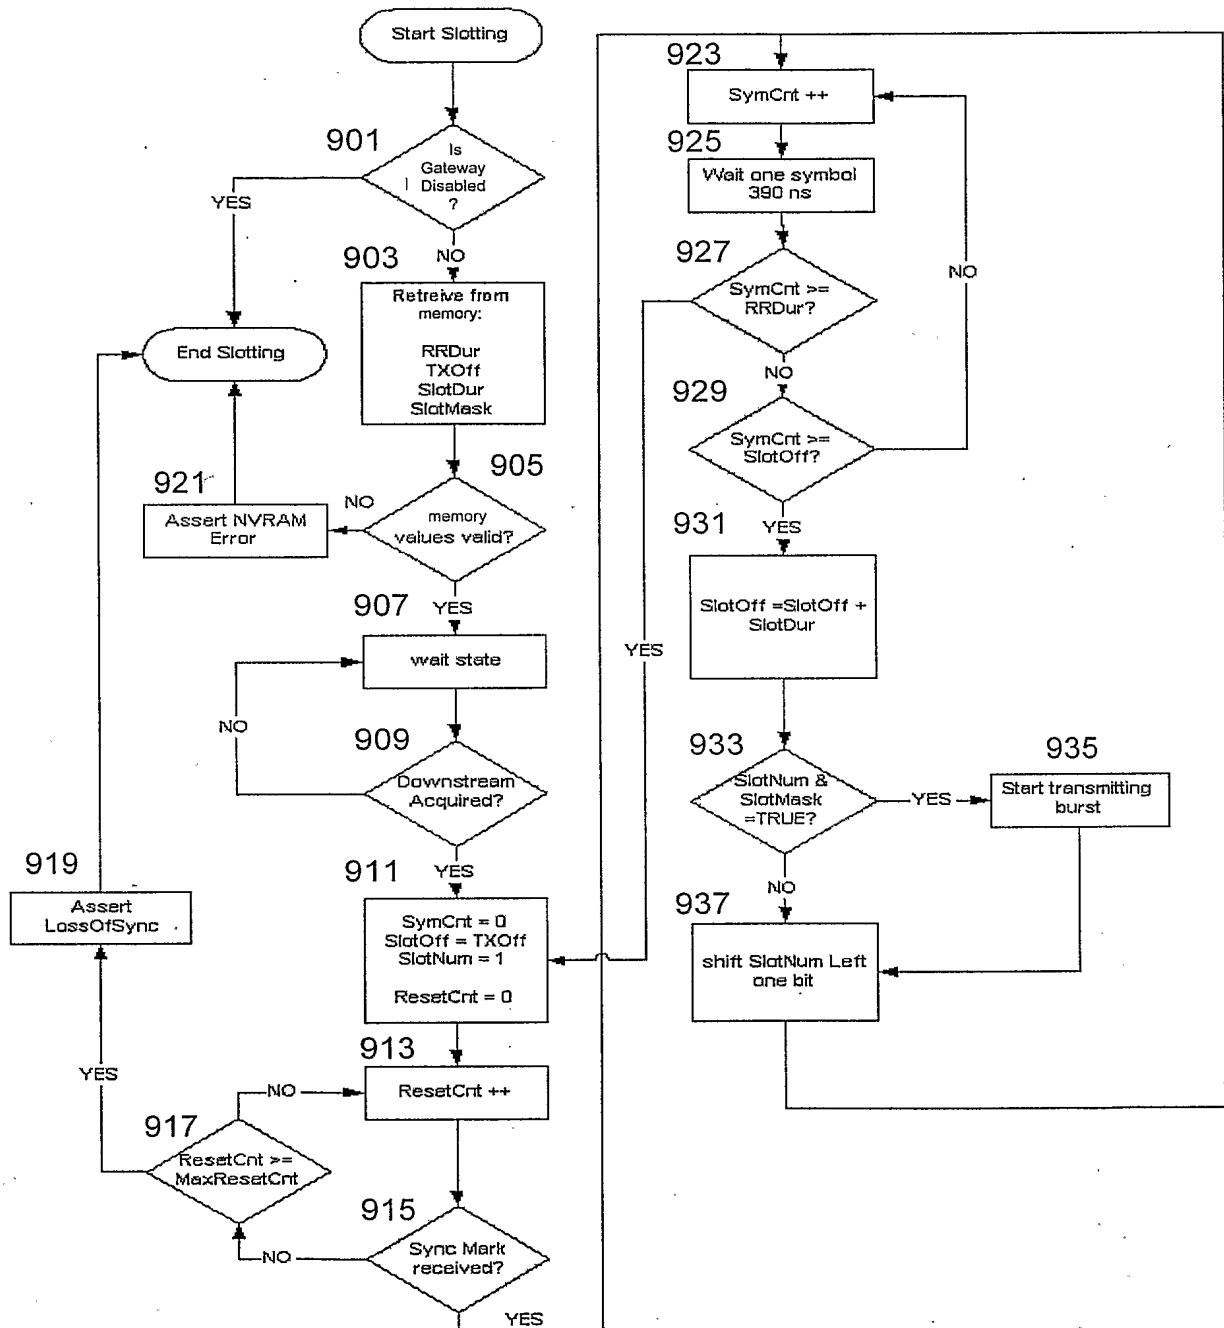 Start Slotting
901
Is
Gateway
Disabled
?
YES
NO
903
Retreive from
memory:
RRDur
TXOff
SlotDur
SlotMask
End Slotting
905
memory
values valid?
NO
921
Assert NVRAM
Error
YES
907
wait state
NO
909
Downstream
Acquired?
YES
911
SymCnt = 0
SlotOff = TXOff
SlotNum = 1
ResetCnt = 0
919
Assert
LossOfSync
YES
913
ResetCnt ++
NO
917
ResetCnt >=
MaxResetCnt
915
Sync Mark
received?
NO
YES
923
SymCnt ++
925
Wait one symbol
390 ns
927
SymCnt >=
RRDur?
NO
YES
NO
929
SymCnt >=
SlotOff?
YES
931
SlotOff =SlotOff +
SlotDur
933
SlotNum &
SlotMask
=TRUE?
YES
935
Start transmitting
burst
NO
937
shift SlotNum Left
one bit